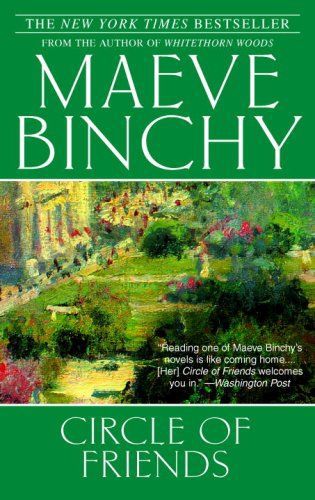 THE NEW YORK TIMES BESTSELLER
FROM THE AUTHOR OF WHITETHORN WOODS
MAEVE
BINCHY
"Reading one of Maeve Binchy's
novels is like coming home....
[Her] Circle of Friends welcomes
you in." —Washington Post
CIRCLE OF
FRIENDS